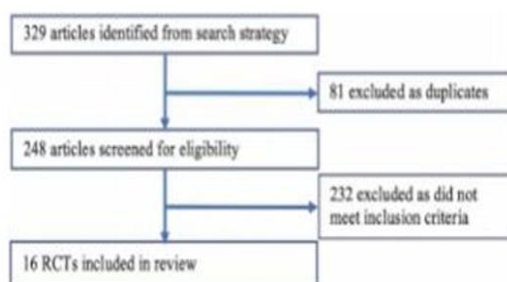 329 articles identified from search strategy
81 excluded as duplicates
248 articles screened for eligibility
232 excluded as did not
meet inclusion criteria
16 RCTs included in review